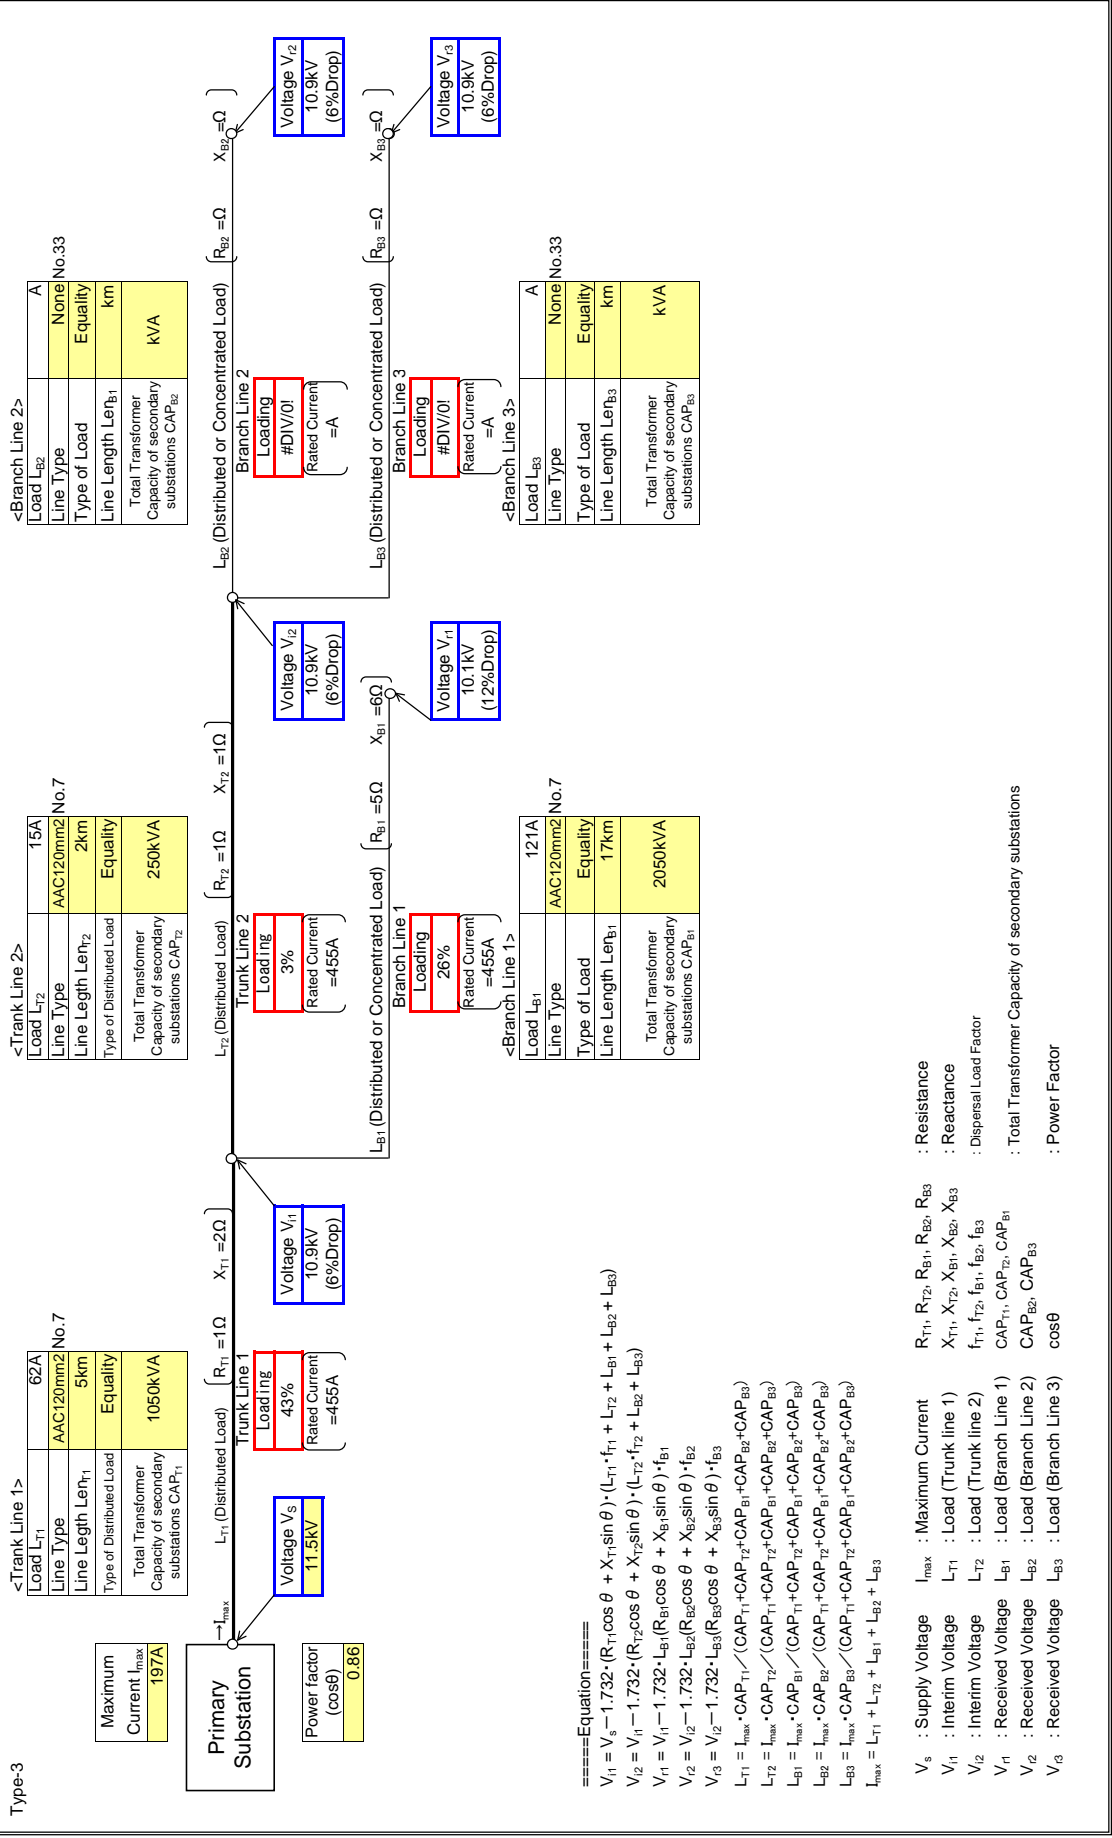 Type-3
Maximum
Current Imax
197A
Primary
Substation
→Imax
Power factor
(cosθ)
0.86
Voltage VS
11.5kV
<Trank Line 1>
Load LT1 62A
Line Type AAC120mm2 No.7
Line Length LenT1 5km
Type of Distributed Load Equality
Total Transformer
Capacity of secondary
substations CAPT1
1050kVA
LT1 (Distributed Load) RT1 =1Ω XT1 =2Ω
Trunk Line 1
Loading
43%
Rated Current
=455A
Voltage Vi1
10.9kV
(6%Drop)
<Trank Line 2>
Load LT2 15A
Line Type AAC120mm2 No.7
Line Legth LenT2 2km
Type of Distributed Load Equality
Total Transformer
Capacity of secondary
substations CAPT2
250kVA
LT2 (Distributed Load) RT2 =1Ω XT2 =1Ω
Trunk Line 2
Loading
3%
Rated Current
=455A
Voltage Vi2
10.9kV
(6%Drop)
LB1 (Distributed or Concentrated Load) RB1 =5Ω XB1 =6Ω
Branch Line 1
Loading
26%
Rated Current
=455A
Voltage Vr1
10.1kV
(12%Drop)
<Branch Line 1>
Load LB1 121A
Line Type AAC120mm2 No.7
Type of Load Equality
Line Length LenB1 17km
Total Transformer
Capacity of secondary
substations CAPB1
2050kVA
<Branch Line 2>
Load LB2 A
Line Type None No.33
Type of Load Equality
Line Length LenB1 km
Total Transformer
Capacity of secondary
substations CAPB2
kVA
LB2 (Distributed or Concentrated Load) RB2 =Ω XB2 =Ω
Branch Line 2
Loading
#DIV/0!
Rated Current
=A
Voltage Vr2
10.9kV
(6%Drop)
LB3 (Distributed or Concentrated Load) RB3 =Ω XB3 =Ω
Branch Line 3
Loading
#DIV/0!
Rated Current
=A
Voltage Vr3
10.9kV
(6%Drop)
<Branch Line 3>
Load LB3 A
Line Type None No.33
Type of Load Equality
Line Length LenB3 km
Total Transformer
Capacity of secondary
substations CAPB3
kVA
=====Equation=====
Vi1 = Vs－1.732・(RT1cos θ + XT1sin θ)・(LT1・fT1 + LT2 + LB1 + LB2 + LB3)
Vi2 = Vi1－1.732・(RT2cos θ + XT2sin θ)・(LT2・fT2 + LB2 + LB3)
Vr1 = Vi1－1.732・LB1(RB1cos θ + XB1sin θ)・fB1
Vr2 = Vi2－1.732・LB2(RB2cos θ + XB2sin θ)・fB2
Vr3 = Vi2－1.732・LB3(RB3cos θ + XB3sin θ)・fB3
LT1 = Imax・CAPT1／(CAPT1+CAPT2+CAPB1+CAPB2+CAPB3)
LT2 = Imax・CAPT2／(CAPT1+CAPT2+CAPB1+CAPB2+CAPB3)
LB1 = Imax・CAPB1／(CAPT1+CAPT2+CAPB1+CAPB2+CAPB3)
LB2 = Imax・CAPB2／(CAPT1+CAPT2+CAPB1+CAPB2+CAPB3)
LB3 = Imax・CAPB3／(CAPT1+CAPT2+CAPB1+CAPB2+CAPB3)
Imax = LT1 + LT2 + LB1 + LB2 + LB3
Vs : Supply Voltage Imax : Maximum Current RT1, RT2, RB1, RB2, RB3 : Resistance
Vi1 : Interim Voltage LT1 : Load (Trunk line 1) XT1, XT2, XB1, XB2, XB3 : Reactance
Vi2 : Interim Voltage LT2 : Load (Trunk line 2) fT1, fT2, fB1, fB2, fB3 : Dispersal Load Factor
Vr1 : Received Voltage LB1 : Load (Branch Line 1) CAPT1, CAPT2, CAPB1 : Total Transformer Capacity of secondary substations
Vr2 : Received Voltage LB2 : Load (Branch Line 2) CAPB2, CAPB3
Vr3 : Received Voltage LB3 : Load (Branch Line 3) cosθ : Power Factor